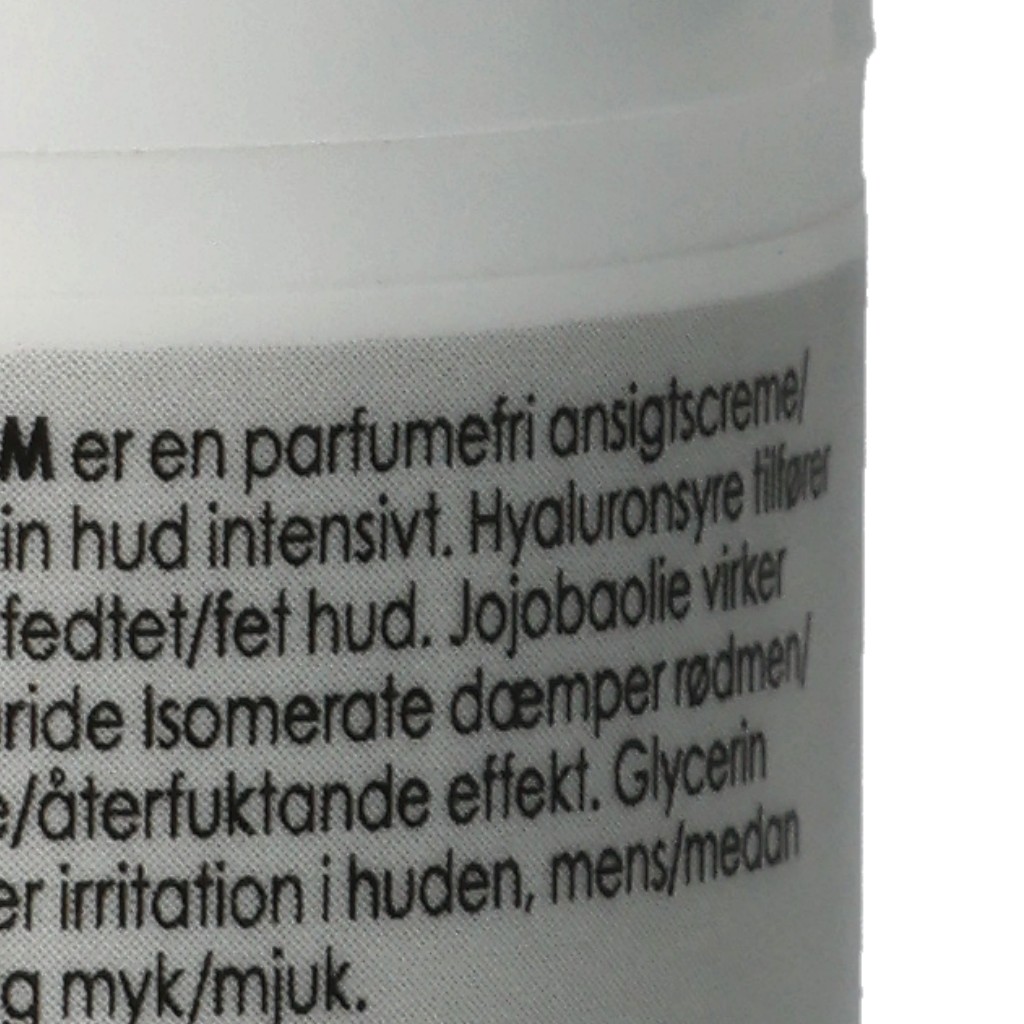 M er en parfumefri ansigtscreme/
in hud intensivt. Hyaluronsyre tilfører
fedtet/fet hud. Jojobaolie virker
ride Isomerate dæmper rødmen/
e/återfuktande effekt. Glycerin
er irritation i huden, mens/medan
g myk/mjuk.